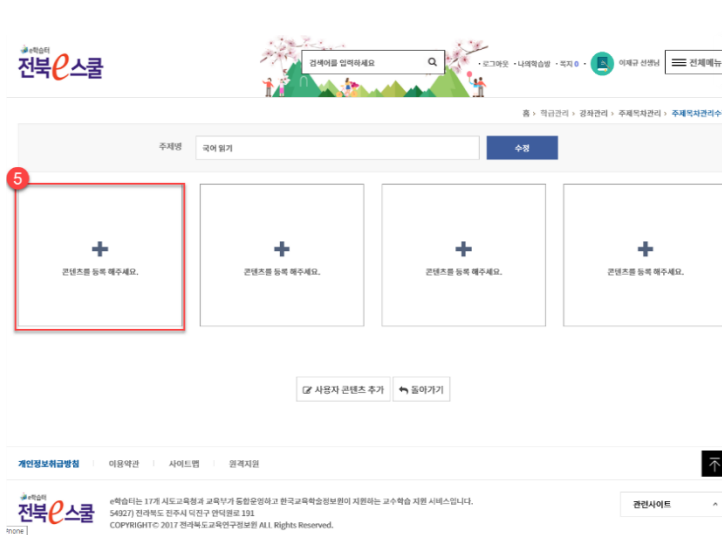 e학습터
전북e스쿨
검색어를 입력하세요
• 로그아웃 • 나의학습방 • 쪽지 0 •
이재규 선생님
전체메뉴
홈 › 학급관리 › 강좌관리 › 주제목차관리 › 주제목차관리수
주제명
국어 읽기
수정
5
콘텐츠를 등록 해주세요.
콘텐츠를 등록 해주세요.
콘텐츠를 등록 해주세요.
콘텐츠를 등록 해주세요.
사용자 콘텐츠 추가
돌아가기
개인정보취급방침
이용약관
사이트맵
원격지원
e학습터
전북e스쿨
e학습터는 17개 시도교육청과 교육부가 통합운영하고 한국교육학술정보원이 지원하는 교수학습 지원 서비스입니다.
54927) 전라북도 전주시 덕진구 안덕원로 191
COPYRIGHT© 2017 전라북도교육연구정보원 ALL Rights Reserved.
관련사이트